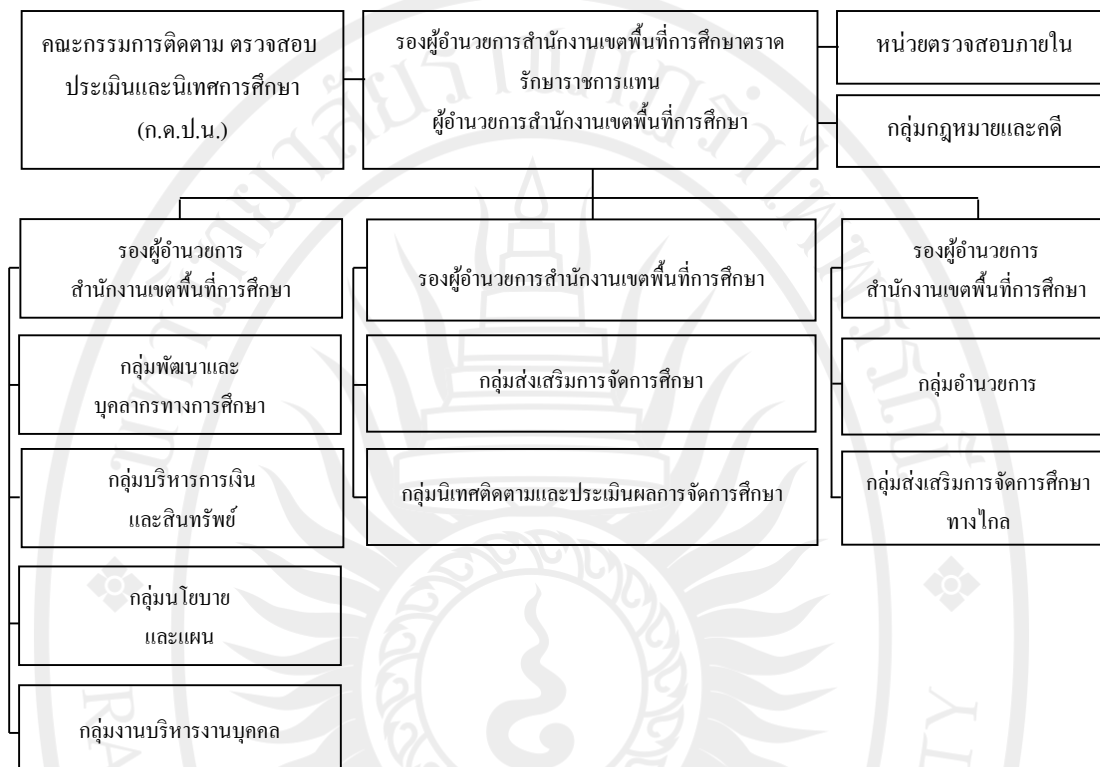 คณะกรรมการติดตาม ตรวจสอบ
ประเมินและนิเทศการศึกษา
(ก.ต.ป.น.)
รองผู้อำนวยการสำนักงานเขตพื้นที่การศึกษาตราด
รักษาราชการแทน
ผู้อำนวยการสำนักงานเขตพื้นที่การศึกษา
หน่วยตรวจสอบภายใน
กลุ่มกฎหมายและคดี
รองผู้อำนวยการ
สำนักงานเขตพื้นที่การศึกษา
กลุ่มพัฒนาและ
บุคลากรทางการศึกษา
กลุ่มบริหารการเงิน
และสินทรัพย์
กลุ่มนโยบาย
และแผน
กลุ่มงานบริหารงานบุคคล
รองผู้อำนวยการสำนักงานเขตพื้นที่การศึกษา
กลุ่มส่งเสริมการจัดการศึกษา
กลุ่มนิเทศติดตามและประเมินผลการจัดการศึกษา
รองผู้อำนวยการ
สำนักงานเขตพื้นที่การศึกษา
กลุ่มอำนวยการ
กลุ่มส่งเสริมการจัดการศึกษา
ทางไกล